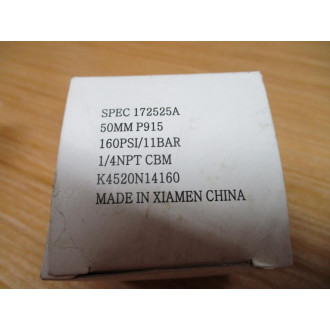 SPEC 172525A
50MM P915
160PSI/11BAR
1/4NPT CBM
K4520N14160
MADE IN XIAMEN CHINA